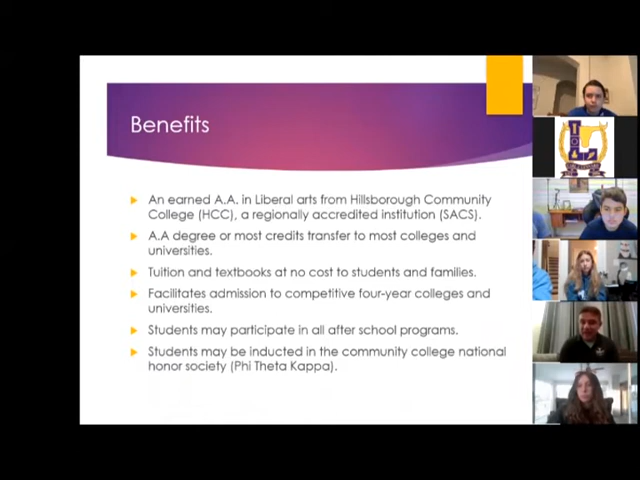 Benefits
An earned A.A. in Liberal arts from Hillsborough Community
College (HCC), a regionally accredited institution (SACS).
A.A degree or most credits transfer to most colleges and
universities.
Tuition and textbooks at no cost to students and families.
Facilitates admission to competitive four-year colleges and
universities.
Students may participate in all after school programs.
Students may be inducted in the community college national
honor society (Phi Theta Kappa).